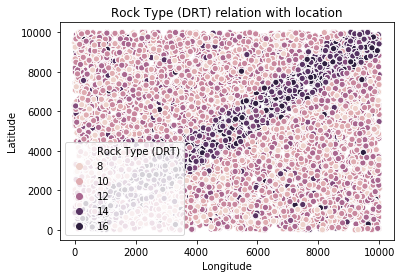 Rock Type (DRT) relation with location
10000
8000
6000
4000
2000
0
Latitude
Rock Type (DRT)
8
10
12
14
16
0 2000 4000 6000 8000 10000
Longitude